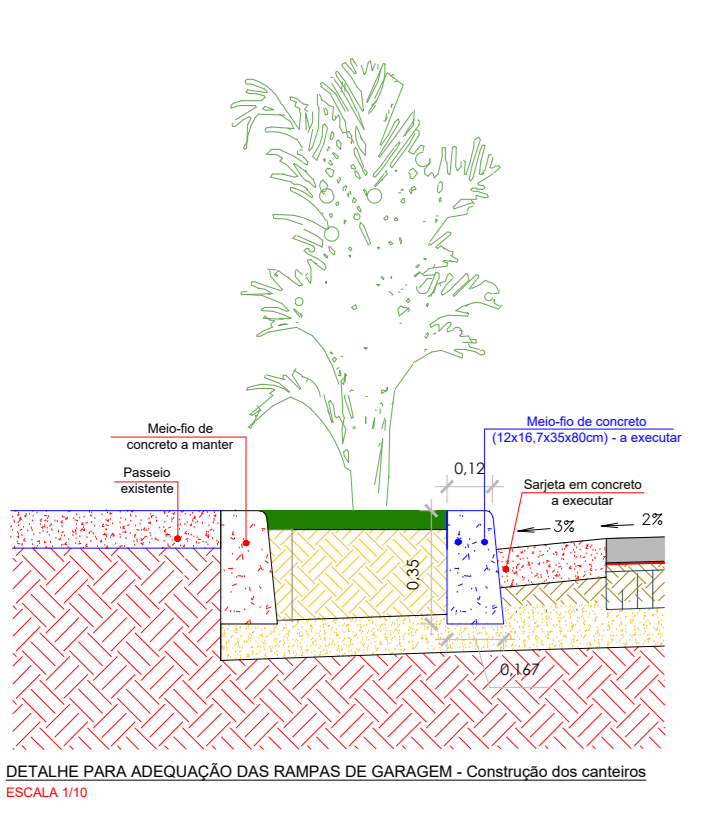 Meio-fio de
concreto a manter
Passeio
existente
Meio-fio de concreto
(12x16,7x35x80cm) - a executar
0,12
Sarjeta em concreto
a executar
3%
2%
0,35
0,167
DETALHE PARA ADEQUAÇÃO DAS RAMPAS DE GARAGEM - Construção dos canteiros
ESCALA 1/10